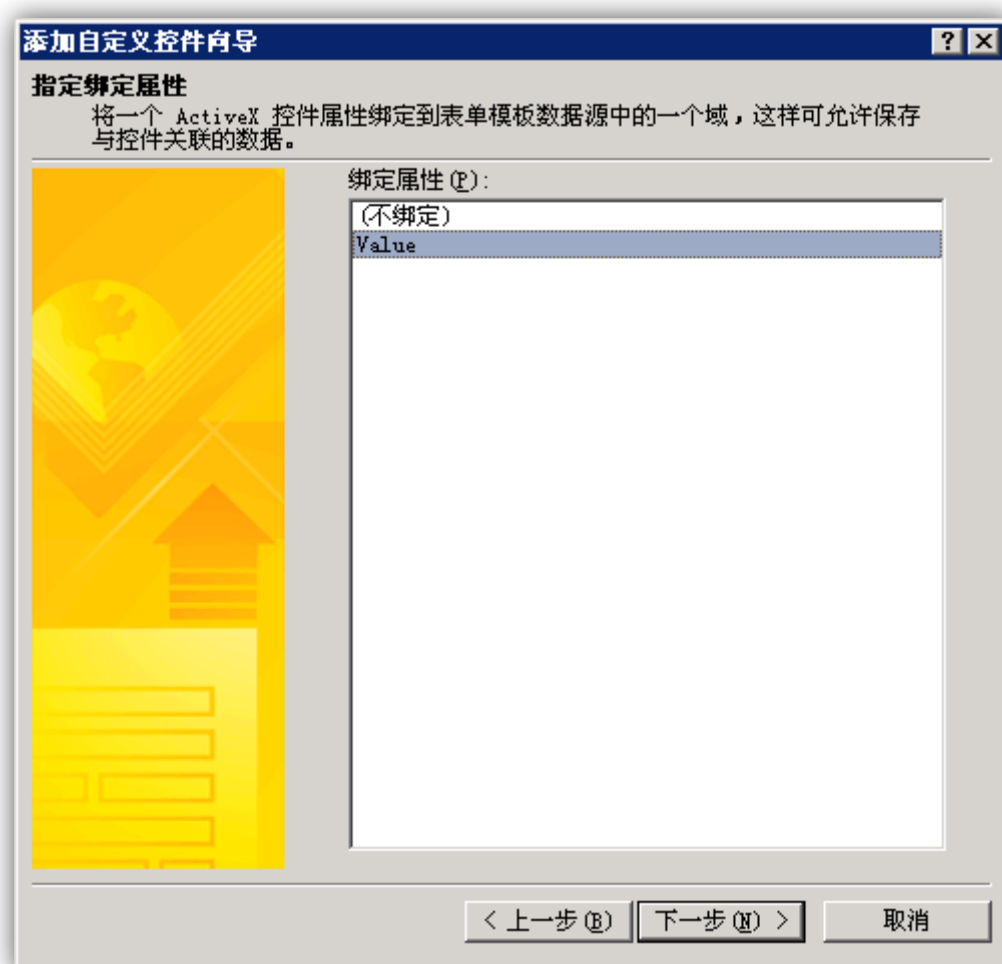 添加自定义控件向导
指定绑定属性
将一个 ActiveX 控件属性绑定到表单模板数据源中的一个域，这样可允许保存
与控件关联的数据。
绑定属性(P):
(不绑定)
Value
< 上一步(B)
下一步(N) >
取消